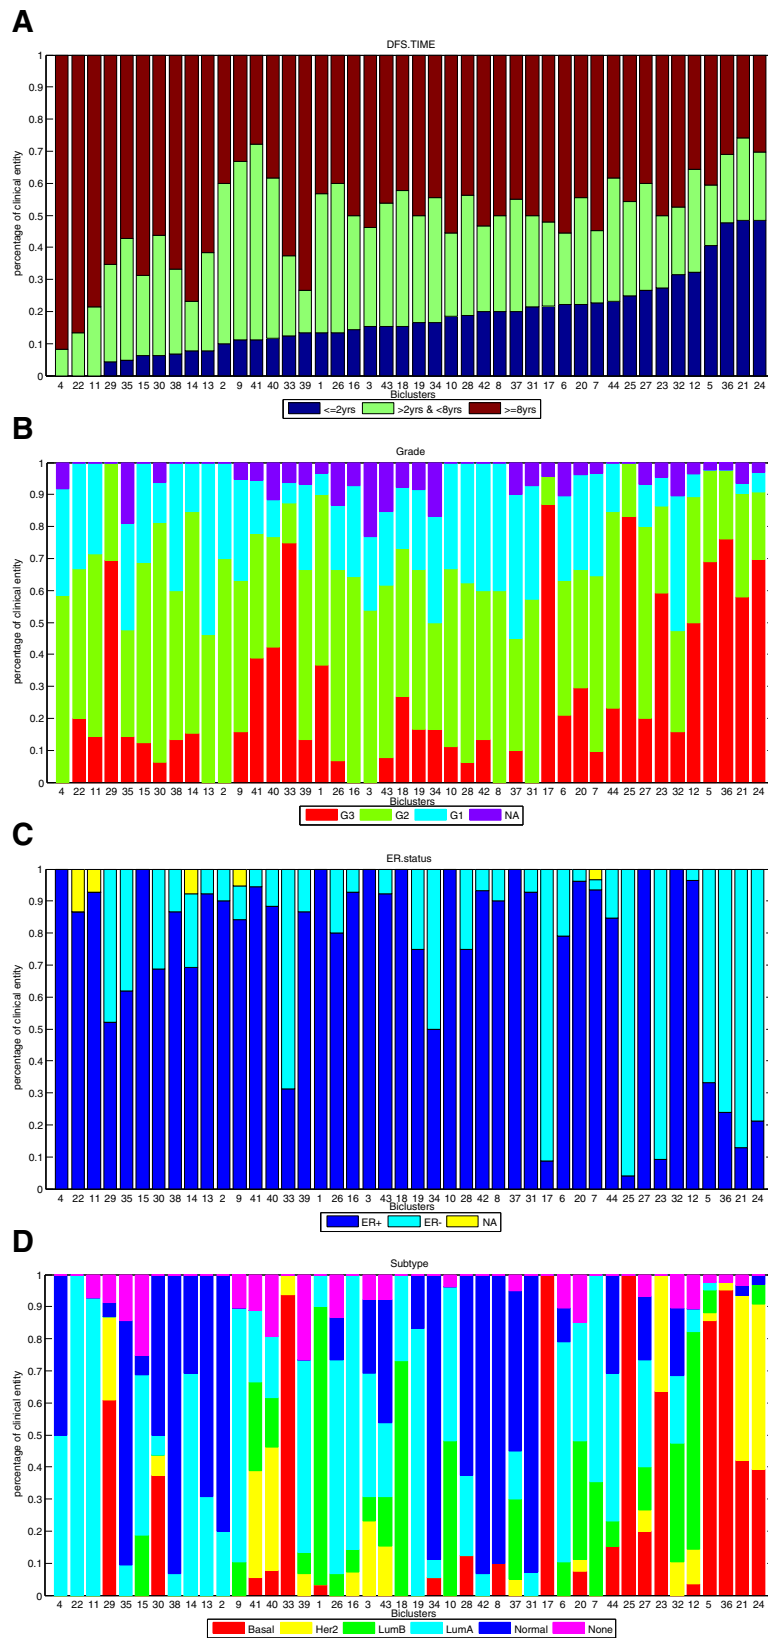 A
DFS.TIME
1
0.9
0.8
0.7
0.6
0.5
0.4
0.3
0.2
0.1
0
percentage of clinical entity
4 22 11 29 35 15 30 38 14 13 2 9 41 40 33 39 1 26 16 3 43 18 19 34 10 28 42 8 37 31 17 6 20 7 44 25 27 23 32 12 5 36 21 24
Biclusters
<=2yrs >2yrs & <8yrs >=8yrs
B
Grade
1
0.9
0.8
0.7
0.6
0.5
0.4
0.3
0.2
0.1
0
percentage of clinical entity
4 22 11 29 35 15 30 38 14 13 2 9 41 40 33 39 1 26 16 3 43 18 19 34 10 28 42 8 37 31 17 6 20 7 44 25 27 23 32 12 5 36 21 24
Biclusters
G3 G2 G1 NA
C
ER.status
1
0.9
0.8
0.7
0.6
0.5
0.4
0.3
0.2
0.1
0
percentage of clinical entity
4 22 11 29 35 15 30 38 14 13 2 9 41 40 33 39 1 26 16 3 43 18 19 34 10 28 42 8 37 31 17 6 20 7 44 25 27 23 32 12 5 36 21 24
Biclusters
ER+ ER- NA
D
Subtype
1
0.9
0.8
0.7
0.6
0.5
0.4
0.3
0.2
0.1
0
percentage of clinical entity
4 22 11 29 35 15 30 38 14 13 2 9 41 40 33 39 1 26 16 3 43 18 19 34 10 28 42 8 37 31 17 6 20 7 44 25 27 23 32 12 5 36 21 24
Biclusters
Basal Her2 LumB LumA Normal None